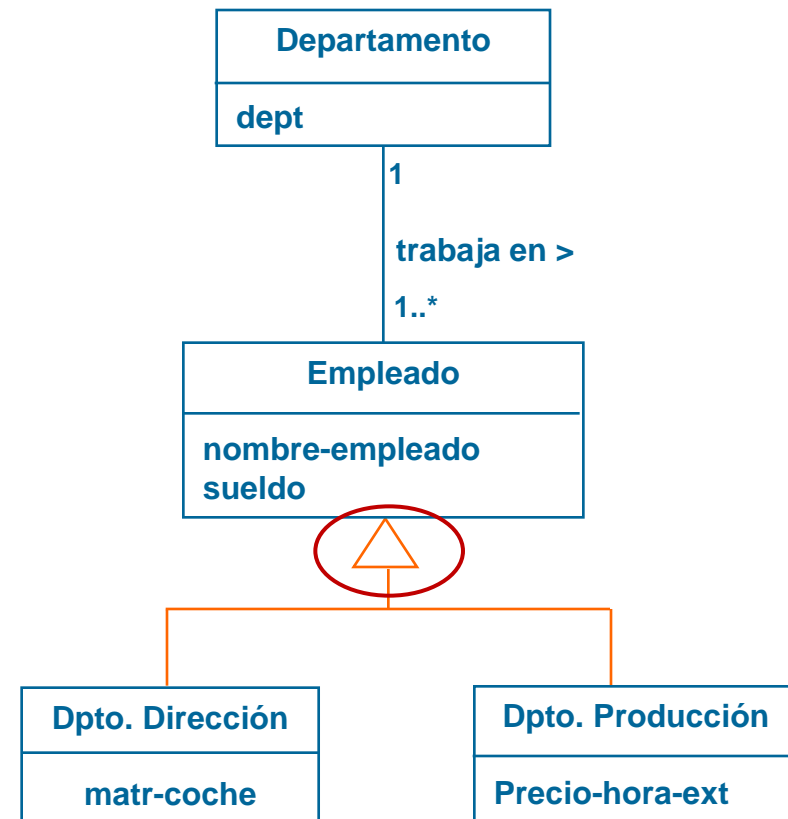 Departamento
dept
1
trabaja en >
1..*
Empleado
nombre-empleado
sueldo
Dpto. Dirección
matr-coche
Dpto. Producción
Precio-hora-ext